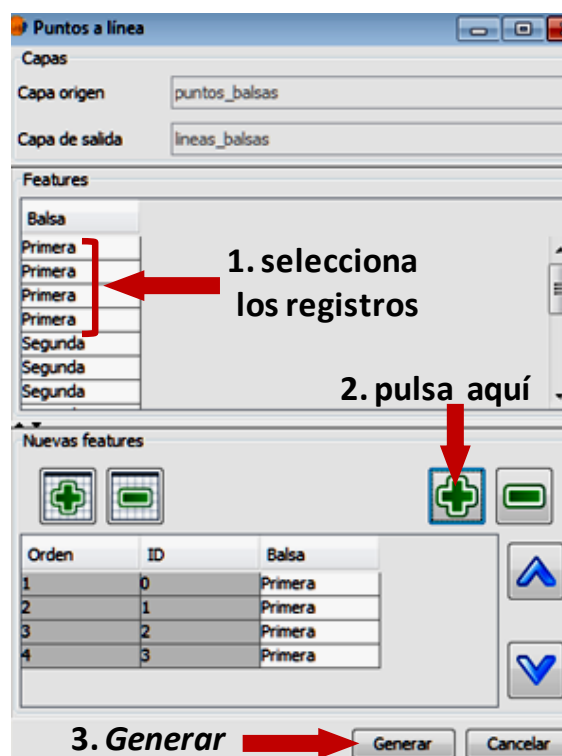 Puntos a línea
Capas
Capa origen puntos_balsas
Capa de salida lineas_balsas
Features
Balsa
Primera
Primera
Primera
Primera
Segunda
Segunda
Segunda
1. selecciona
los registros
2. pulsa aquí
Nuevas features
Orden ID Balsa
1 0 Primera
2 1 Primera
3 2 Primera
4 3 Primera
3. Generar
Generar Cancelar